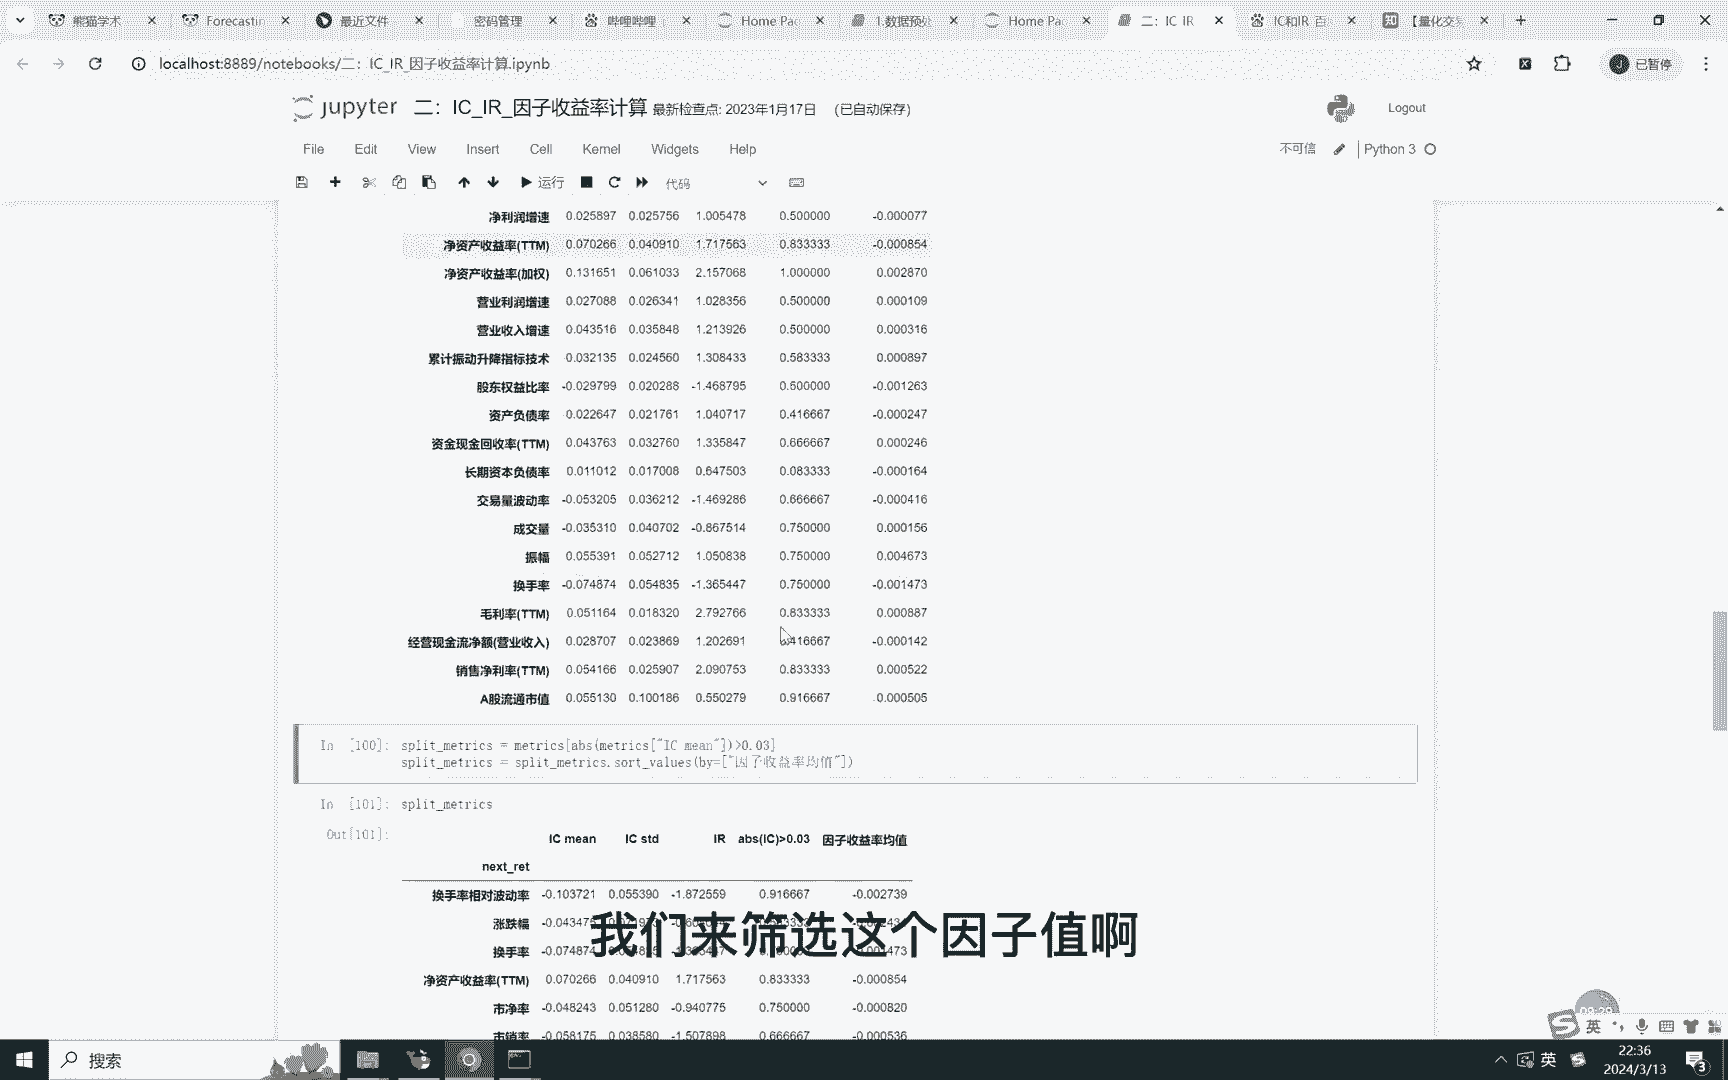 熊猫学术
Forecastin
最近文件
密码管理
哔哩哔哩
Home Pag
1.数据预处
Home Pag
二：IC_IR
IC和IR_百
【量化交易
localhost:8889/notebooks/二：IC_IR_因子收益率计算.ipynb
已暂停
jupyter 二：IC_IR_因子收益率计算 最新检查点: 2023年1月17日 (已自动保存)
Logout
File Edit View Insert Cell Kernel Widgets Help
不可信 Python 3
运行 代码
净利润增速 0.025897 0.025756 1.005478 0.500000 -0.000077
净资产收益率(TTM) 0.070266 0.040910 1.717563 0.833333 -0.000854
净资产收益率(加权) 0.131651 0.061033 2.157068 1.000000 0.002870
营业利润增速 0.027088 0.026341 1.028356 0.500000 0.000109
营业收入增速 0.043516 0.035848 1.213926 0.500000 0.000316
累计振动升降指标技术 0.032135 0.024560 1.308433 0.583333 0.000897
股东权益比率 -0.029799 0.020288 -1.468795 0.500000 -0.001263
资产负债率 0.022647 0.021761 1.040717 0.416667 -0.000247
资金现金回收率(TTM) 0.043763 0.032760 1.335847 0.666667 0.000246
长期资本负债率 0.011012 0.017008 0.647503 0.083333 -0.000164
交易量波动率 -0.053205 0.036212 -1.469286 0.666667 -0.000416
成交量 -0.035310 0.040702 -0.867514 0.750000 0.000156
振幅 0.055391 0.052712 1.050838 0.750000 0.004673
换手率 -0.074874 0.054835 -1.365447 0.750000 -0.001473
毛利率(TTM) 0.051164 0.018320 2.792766 0.833333 0.000887
经营现金流净额(营业收入) 0.028707 0.023869 1.202691 0.416667 -0.000142
销售净利率(TTM) 0.054166 0.025907 2.090753 0.833333 0.000522
A股流通市值 0.055130 0.100186 0.550279 0.916667 0.000505
In [100]: split_metrics = metrics[abs(metrics["IC mean"])>0.03]
split_metrics = split_metrics.sort_values(by=["因子收益率均值"])
In [101]: split_metrics
Out[101]:
IC mean IC std IR abs(IC)>0.03 因子收益率均值
next_ret
换手率相对波动率 -0.103721 0.055390 -1.872559 0.916667 -0.002739
涨跌幅 -0.043475
我们来筛选这个因子值啊
换手率 -0.074874
净资产收益率(TTM) 0.070266 0.040910 1.717563 0.833333 -0.000854
市净率 -0.048243 0.051280 -0.940775 0.750000 -0.000820
市销率 -0.058175 0.038580 -1.507898 0.666667 -0.000536
英
搜索
英
22:36
2024/3/13
3